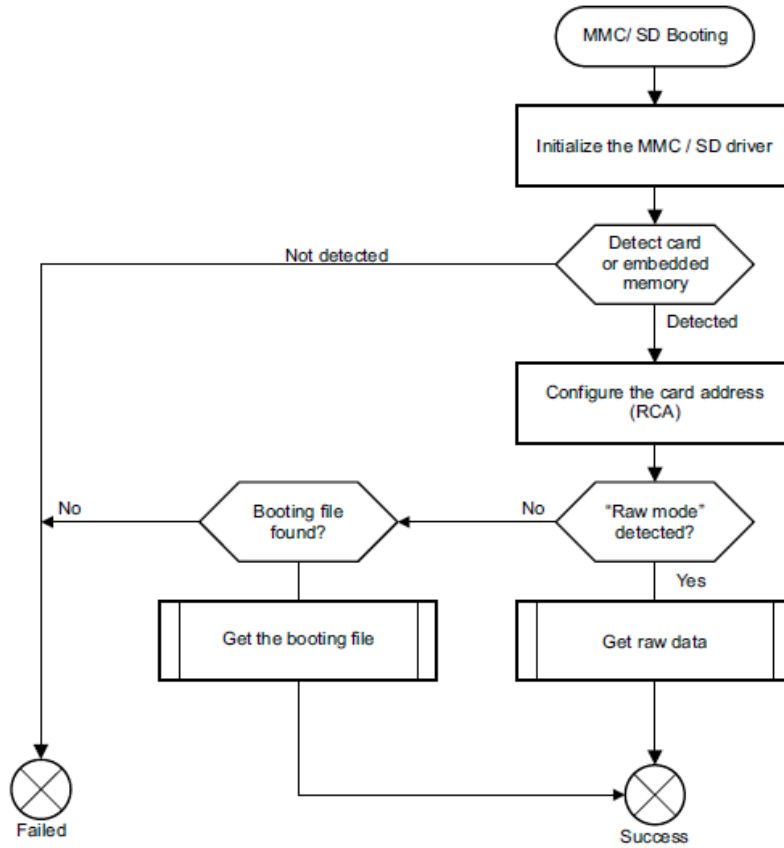 MMC/ SD Booting
Initialize the MMC / SD driver
Not detected
Detect card
or embedded
memory
Detected
Configure the card address
(RCA)
No
Booting file
found?
No
“Raw mode”
detected?
Yes
Get the booting file
Get raw data
Failed
Success